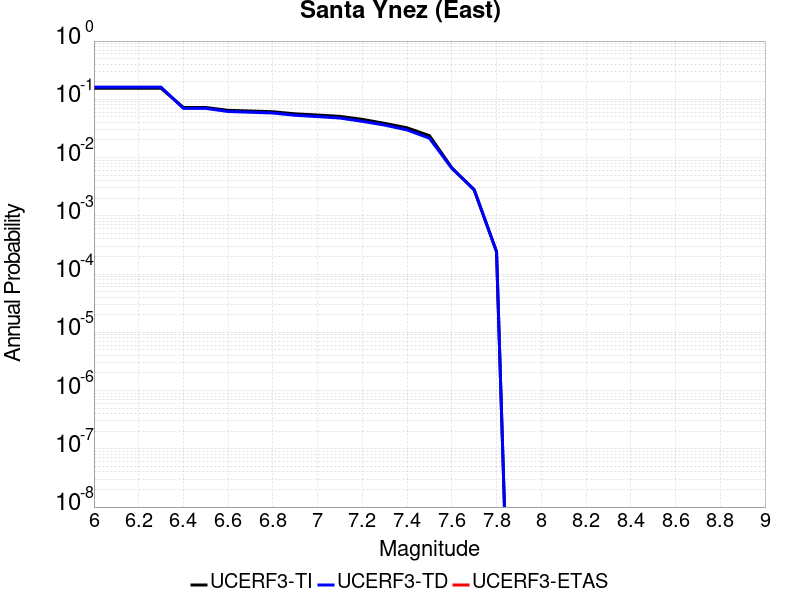 Santa Ynez (East)
10^0
10^-1
10^-2
10^-3
10^-4
10^-5
10^-6
10^-7
10^-8
Annual Probability
6 6.2 6.4 6.6 6.8 7 7.2 7.4 7.6 7.8 8 8.2 8.4 8.6 8.8 9
Magnitude
UCERF3-TI UCERF3-TD UCERF3-ETAS